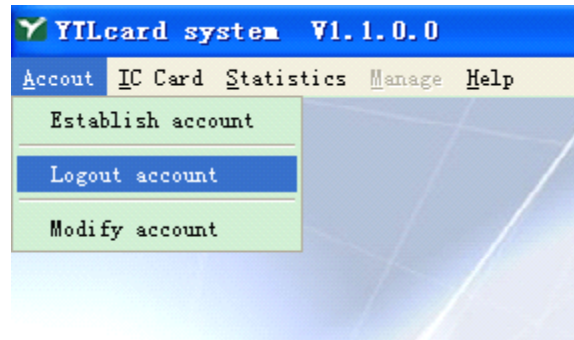 YTLcard system V1.1.0.0
Accout IC Card Statistics Manage Help
Establish account
Logout account
Modify account